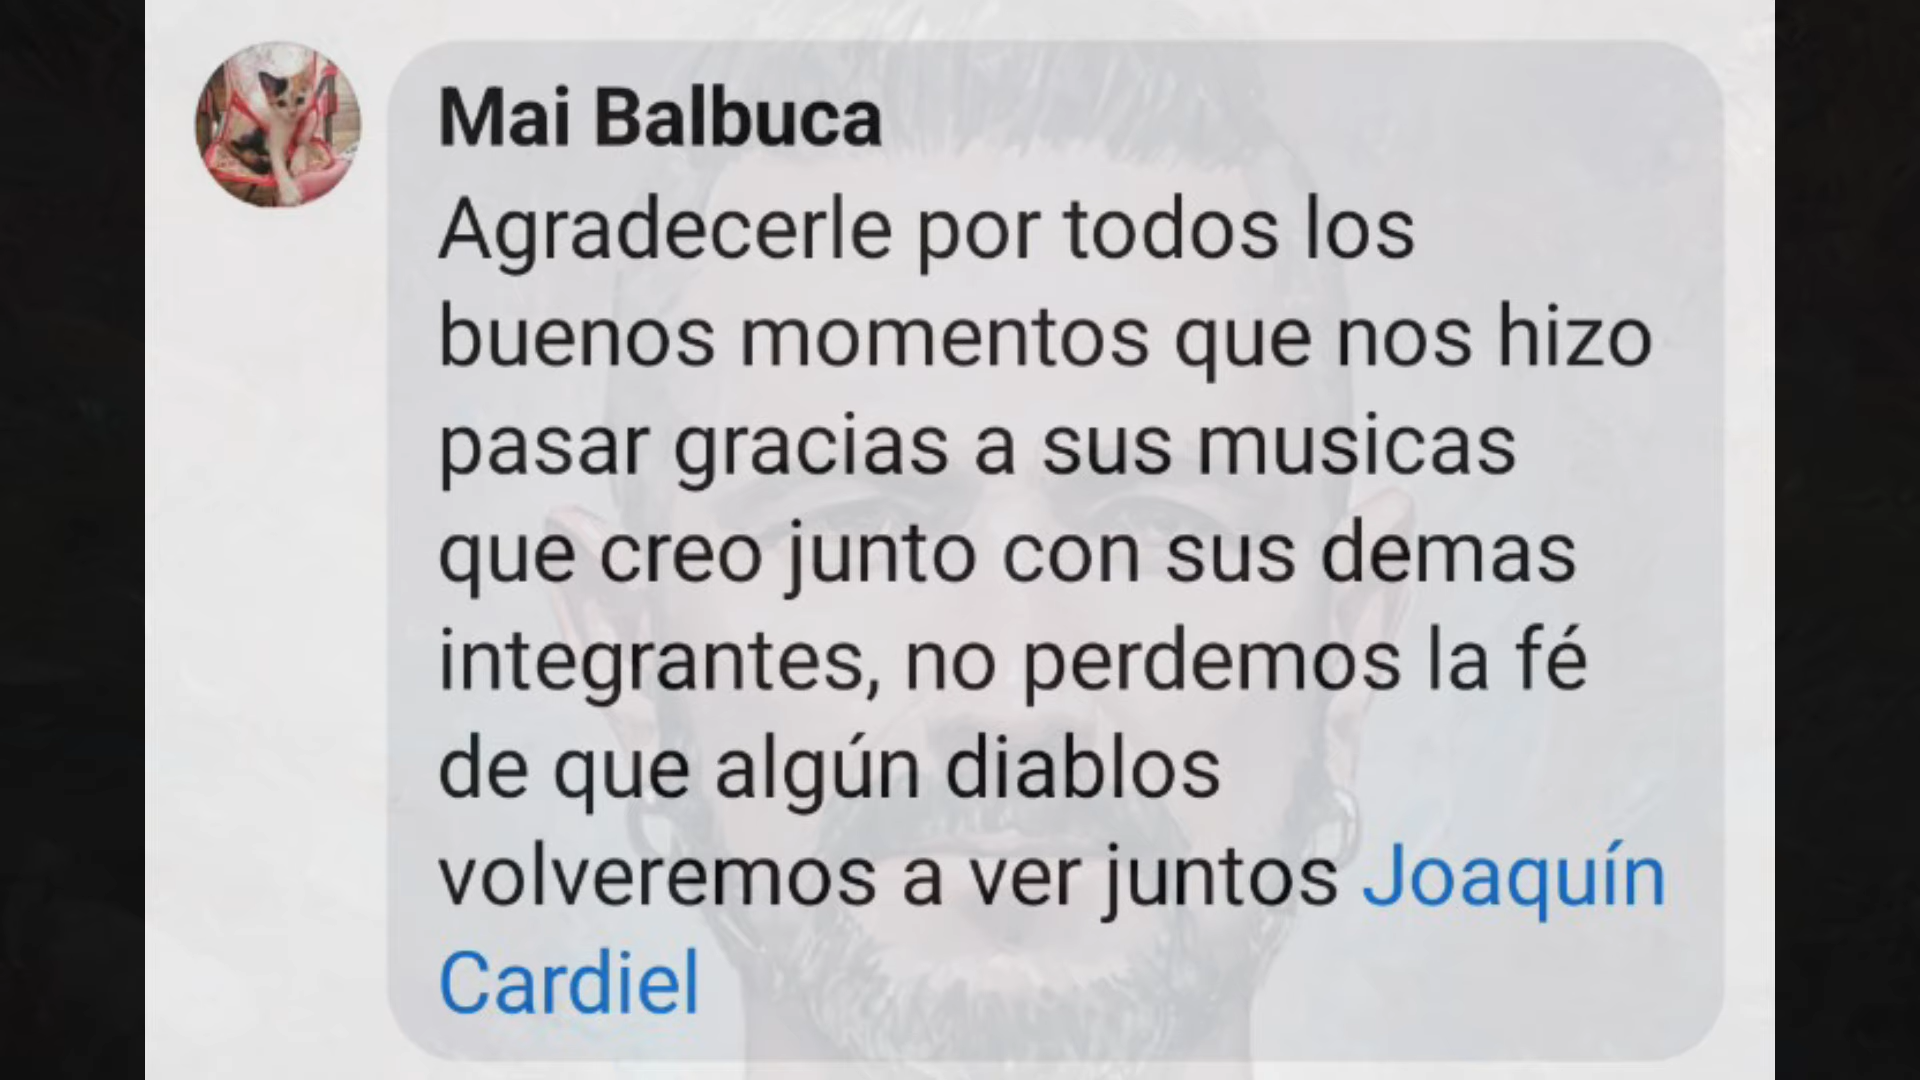 Mai Balbuca
Agradecerle por todos los
buenos momentos que nos hizo
pasar gracias a sus musicas
que creo junto con sus demas
integrantes, no perdemos la fé
de que algún diablos
volveremos a ver juntos Joaquín
Cardiel